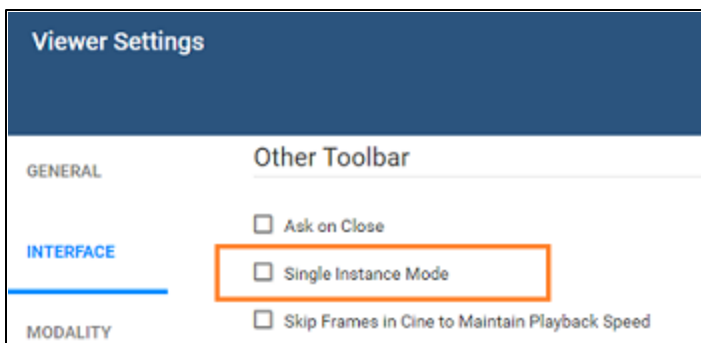 Viewer Settings
GENERAL
INTERFACE
MODALITY
Other Toolbar
Ask on Close
Single Instance Mode
Skip Frames in Cine to Maintain Playback Speed